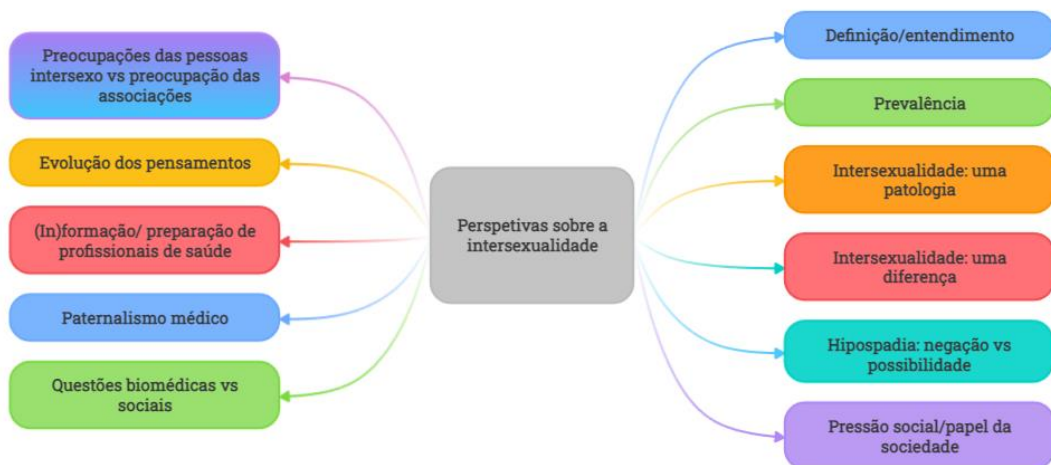 Preocupações das pessoas
intersexo vs preocupação das
associações
Evolução dos pensamentos
(In)formação/ preparação de
profissionais de saúde
Paternalismo médico
Questões biomédicas vs
sociais
Perspetivas sobre a
intersexualidade
Definição/entendimento
Prevalência
Intersexualidade: uma
patologia
Intersexualidade: uma
diferença
Hipospadia: negação vs
possibilidade
Pressão social/papel da
sociedade